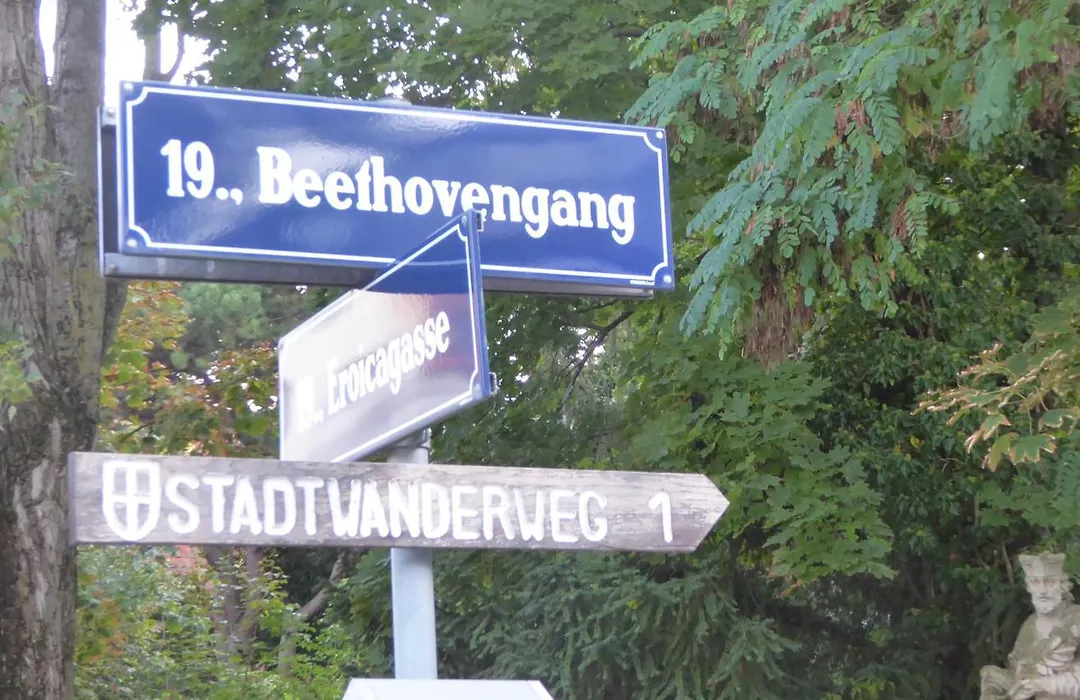 19., Beethovengang
19., Eroicagasse
STADTWANDERWEG 1